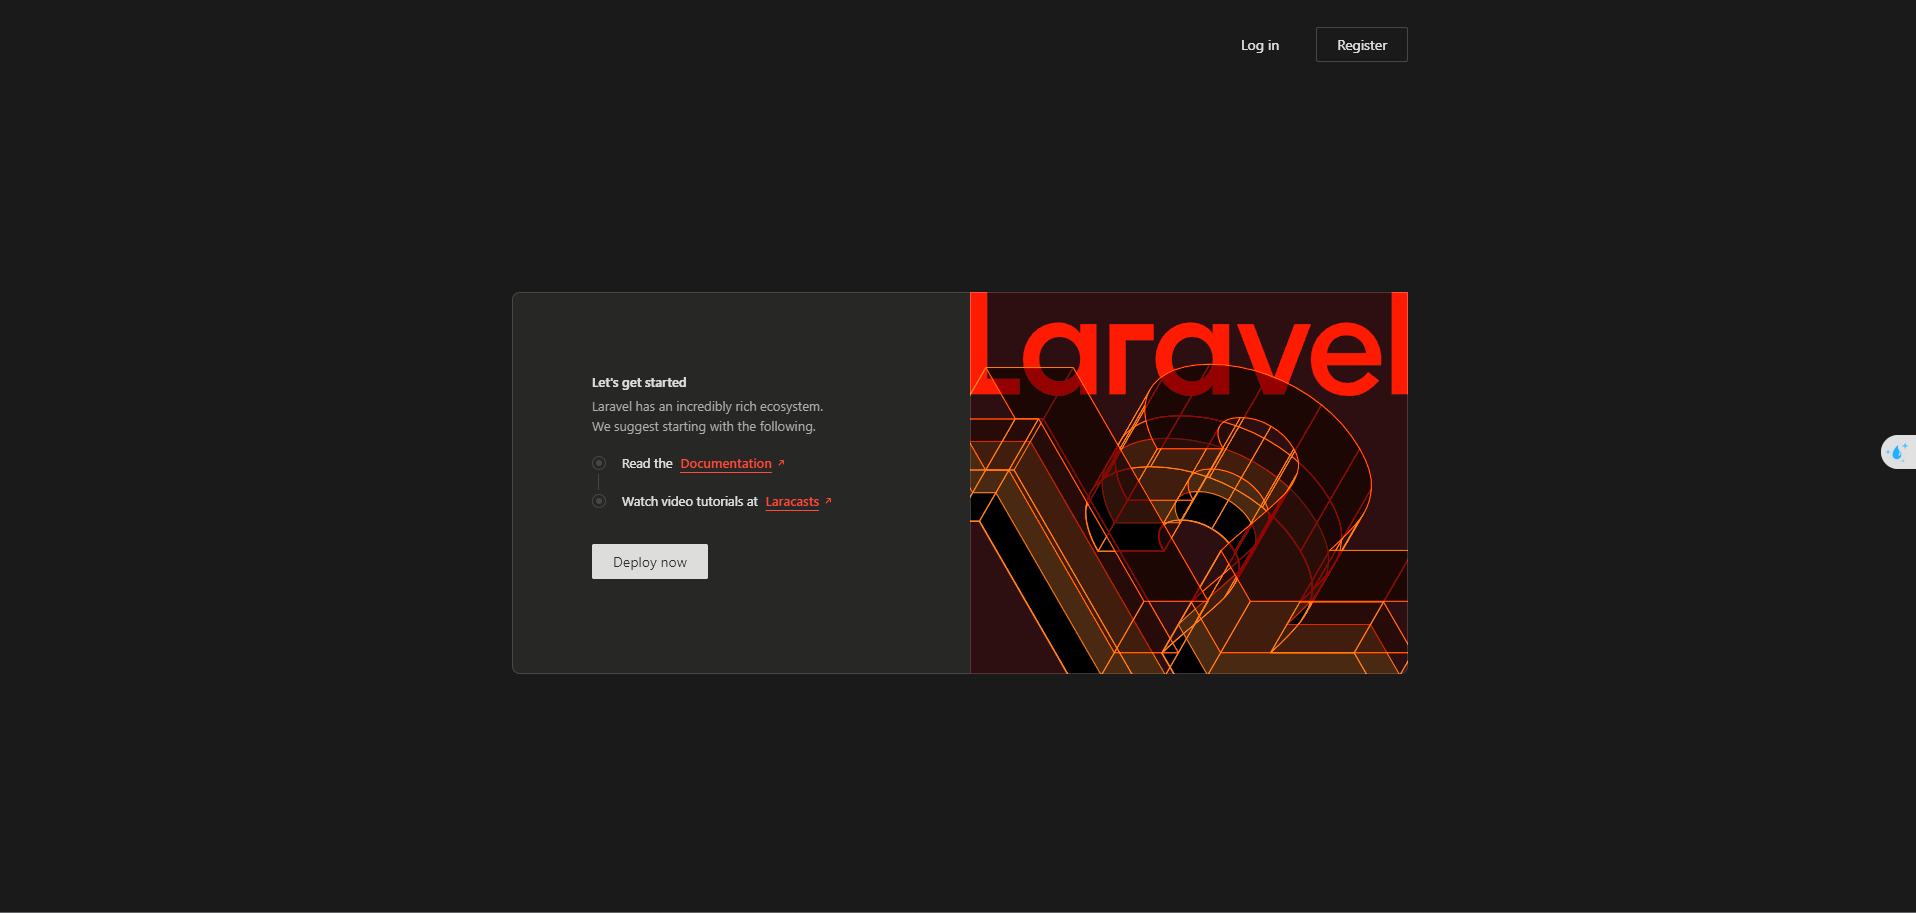 Log in
Register
Laravel
Let's get started
Laravel has an incredibly rich ecosystem.
We suggest starting with the following.
Read the Documentation
Watch video tutorials at Laracasts
Deploy now